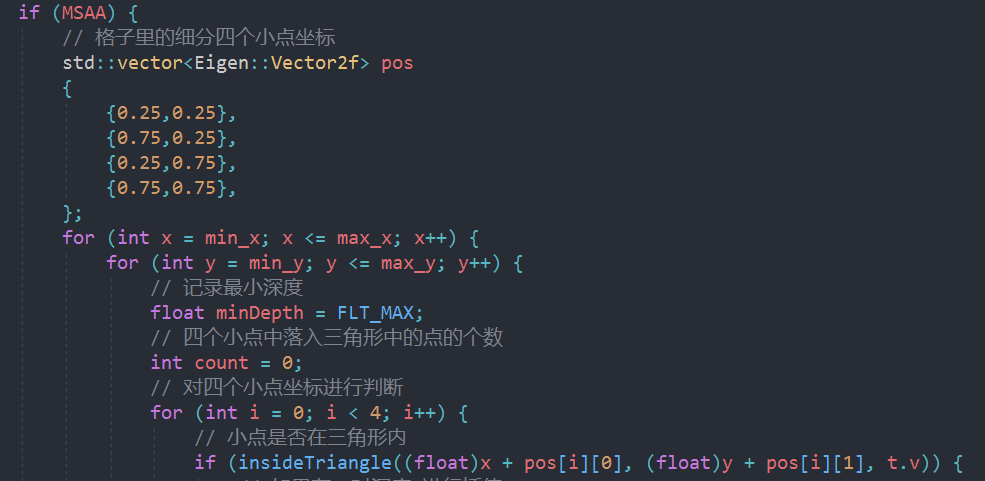 if (MSAA) {
// 格子里的细分四个小点坐标
std::vector<Eigen::Vector2f> pos
{
{0.25,0.25},
{0.75,0.25},
{0.25,0.75},
{0.75,0.75},
};
for (int x = min_x; x <= max_x; x++) {
for (int y = min_y; y <= max_y; y++) {
// 记录最小深度
float minDepth = FLT_MAX;
// 四个小点中落入三角形中的点的个数
int count = 0;
// 对四个小点坐标进行判断
for (int i = 0; i < 4; i++) {
// 小点是否在三角形内
if (insideTriangle((float)x + pos[i][0], (float)y + pos[i][1], t.v)) {